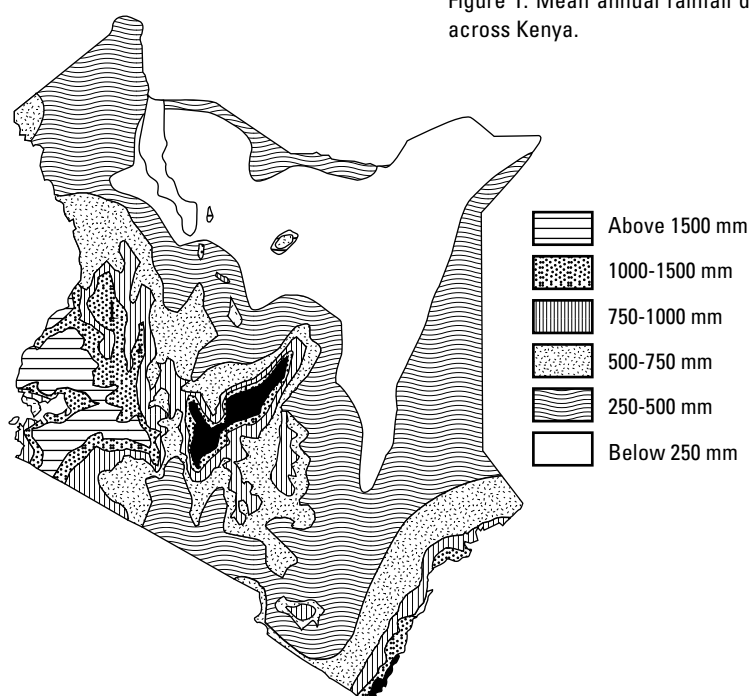 Figure 1. Mean annual rainfall d
across Kenya.
Above 1500 mm
1000-1500 mm
750-1000 mm
500-750 mm
250-500 mm
Below 250 mm